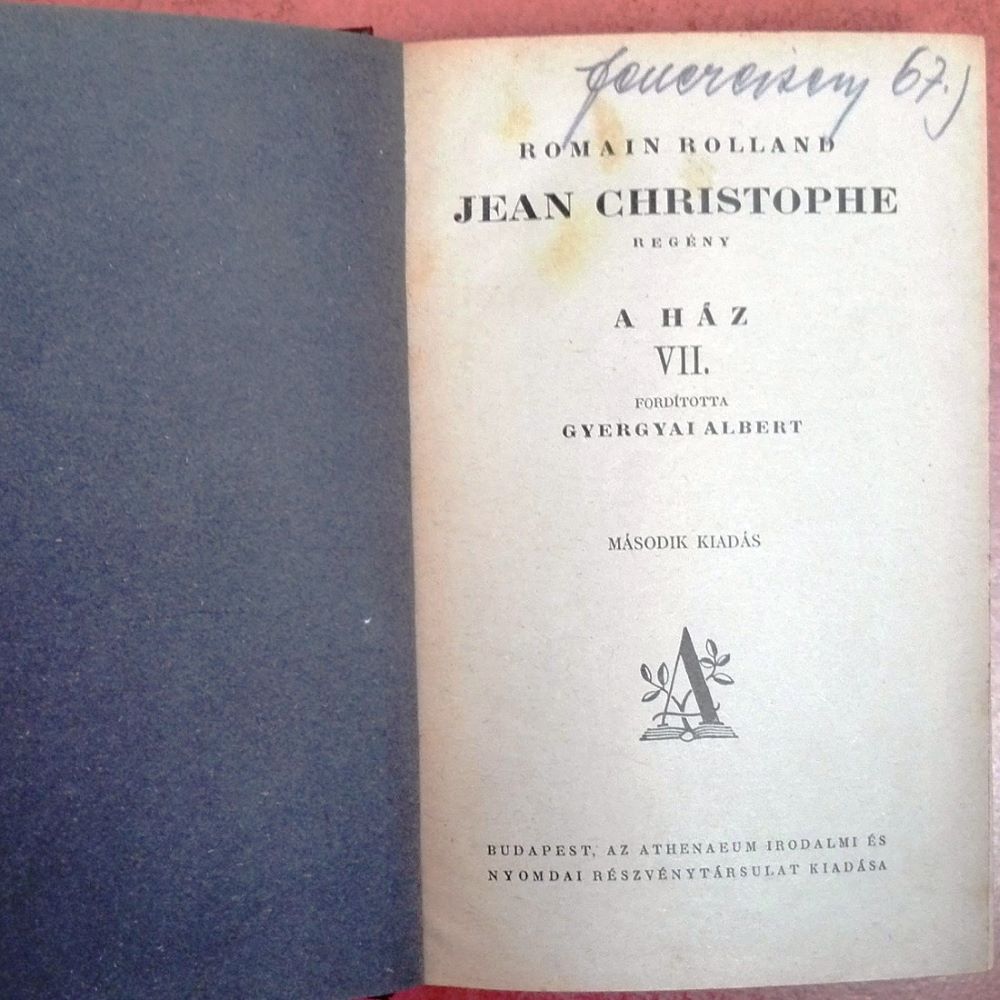 67.)
ROMAIN ROLLAND
JEAN CHRISTOPHE
REGÉNY
A HÁZ
VII.
FORDÍTOTTA
GYERGYAI ALBERT
MÁSODIK KIADÁS
A
BUDAPEST, AZ ATHENAEUM IRODALMI ÉS
NYOMDAI RÉSZVÉNYTÁRSULAT KIADÁSA